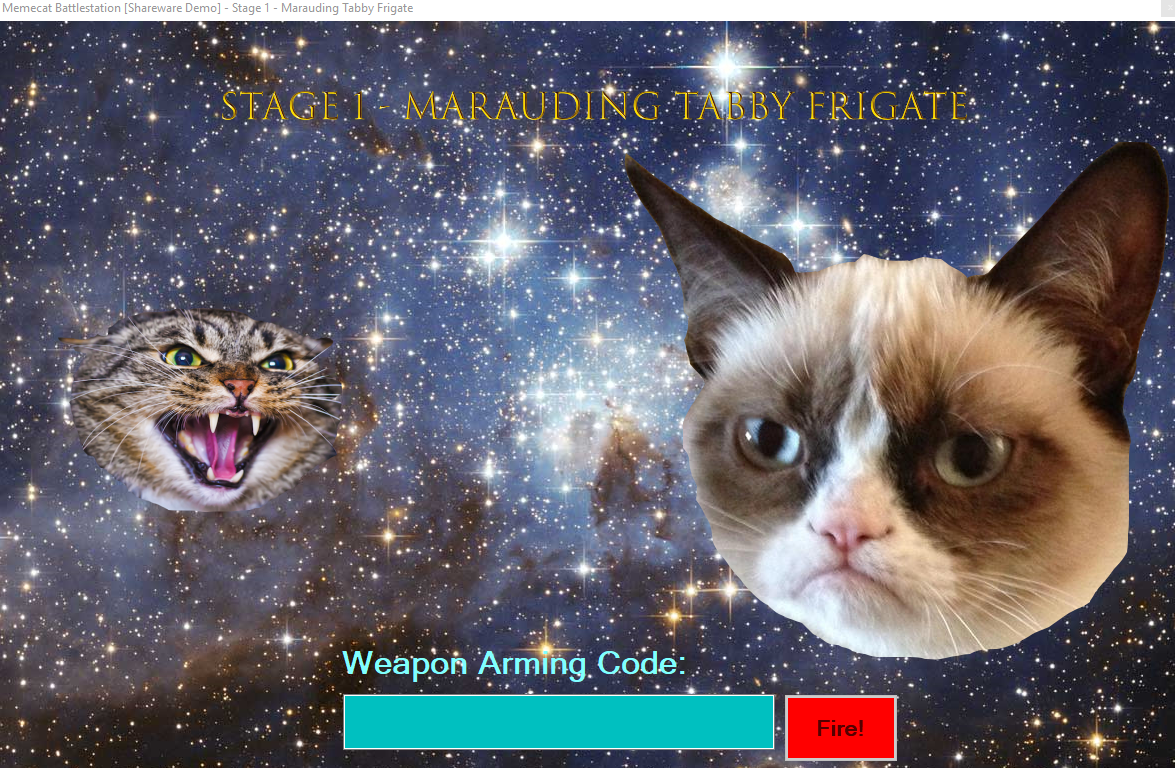 Memecat Battlestation [Shareware Demo] - Stage 1 - Marauding Tabby Frigate
STAGE 1 - MARAUDING TABBY FRIGATE
Weapon Arming Code:
Fire!